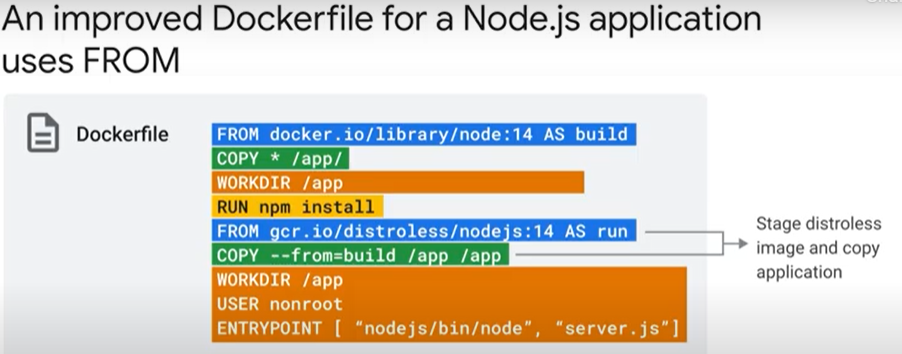 An improved Dockerfile for a Node.js application
uses FROM
Dockerfile
FROM docker.io/library/node:14 AS build
COPY * /app/
WORKDIR /app
RUN npm install
FROM gcr.io/distroless/nodejs:14 AS run
COPY --from=build /app /app
WORKDIR /app
USER nonroot
ENTRYPOINT [ “nodejs/bin/node”, “server.js”]
Stage distroless
image and copy
application